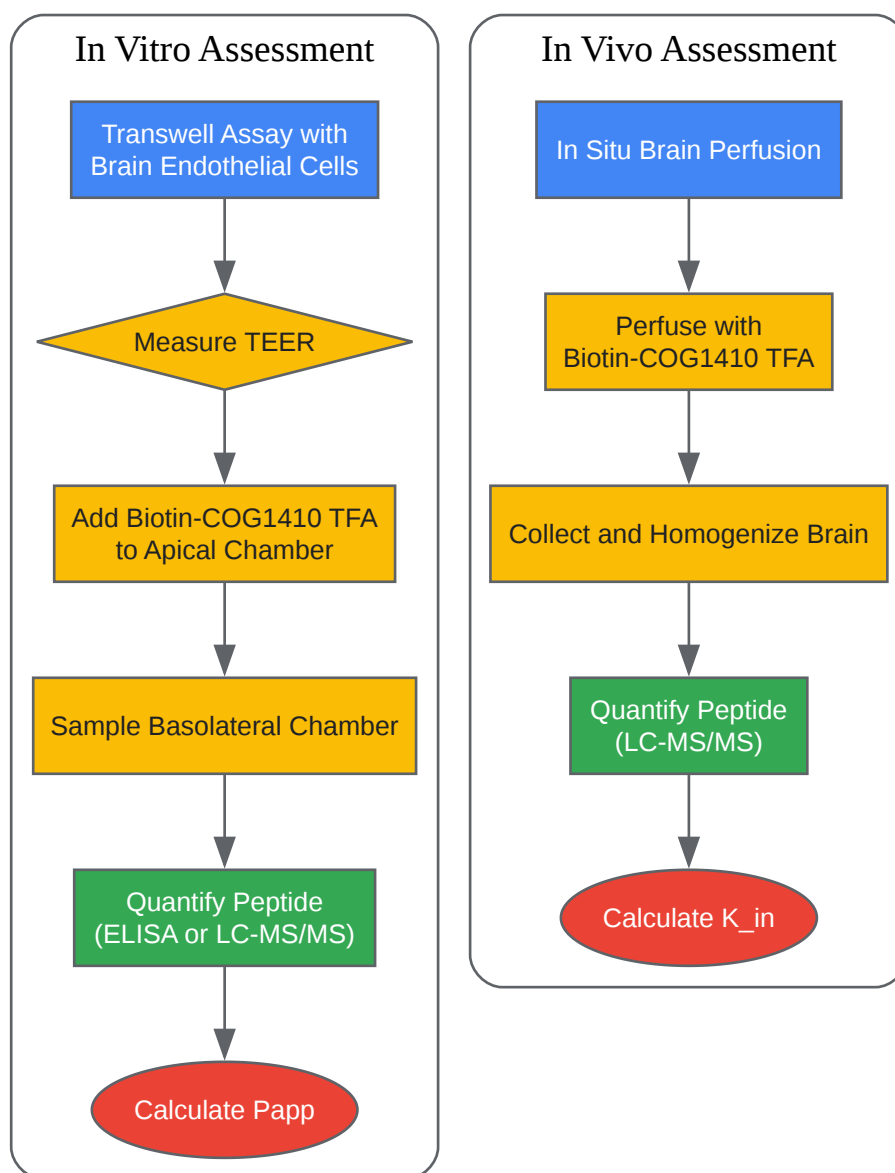 In Vitro Assessment
Transwell Assay with
Brain Endothelial Cells
Measure TEER
Add Biotin-COG1410 TFA
to Apical Chamber
Sample Basolateral Chamber
Quantify Peptide
(ELISA or LC-MS/MS)
Calculate Papp
In Vivo Assessment
In Situ Brain Perfusion
Perfuse with
Biotin-COG1410 TFA
Collect and Homogenize Brain
Quantify Peptide
(LC-MS/MS)
Calculate K_in